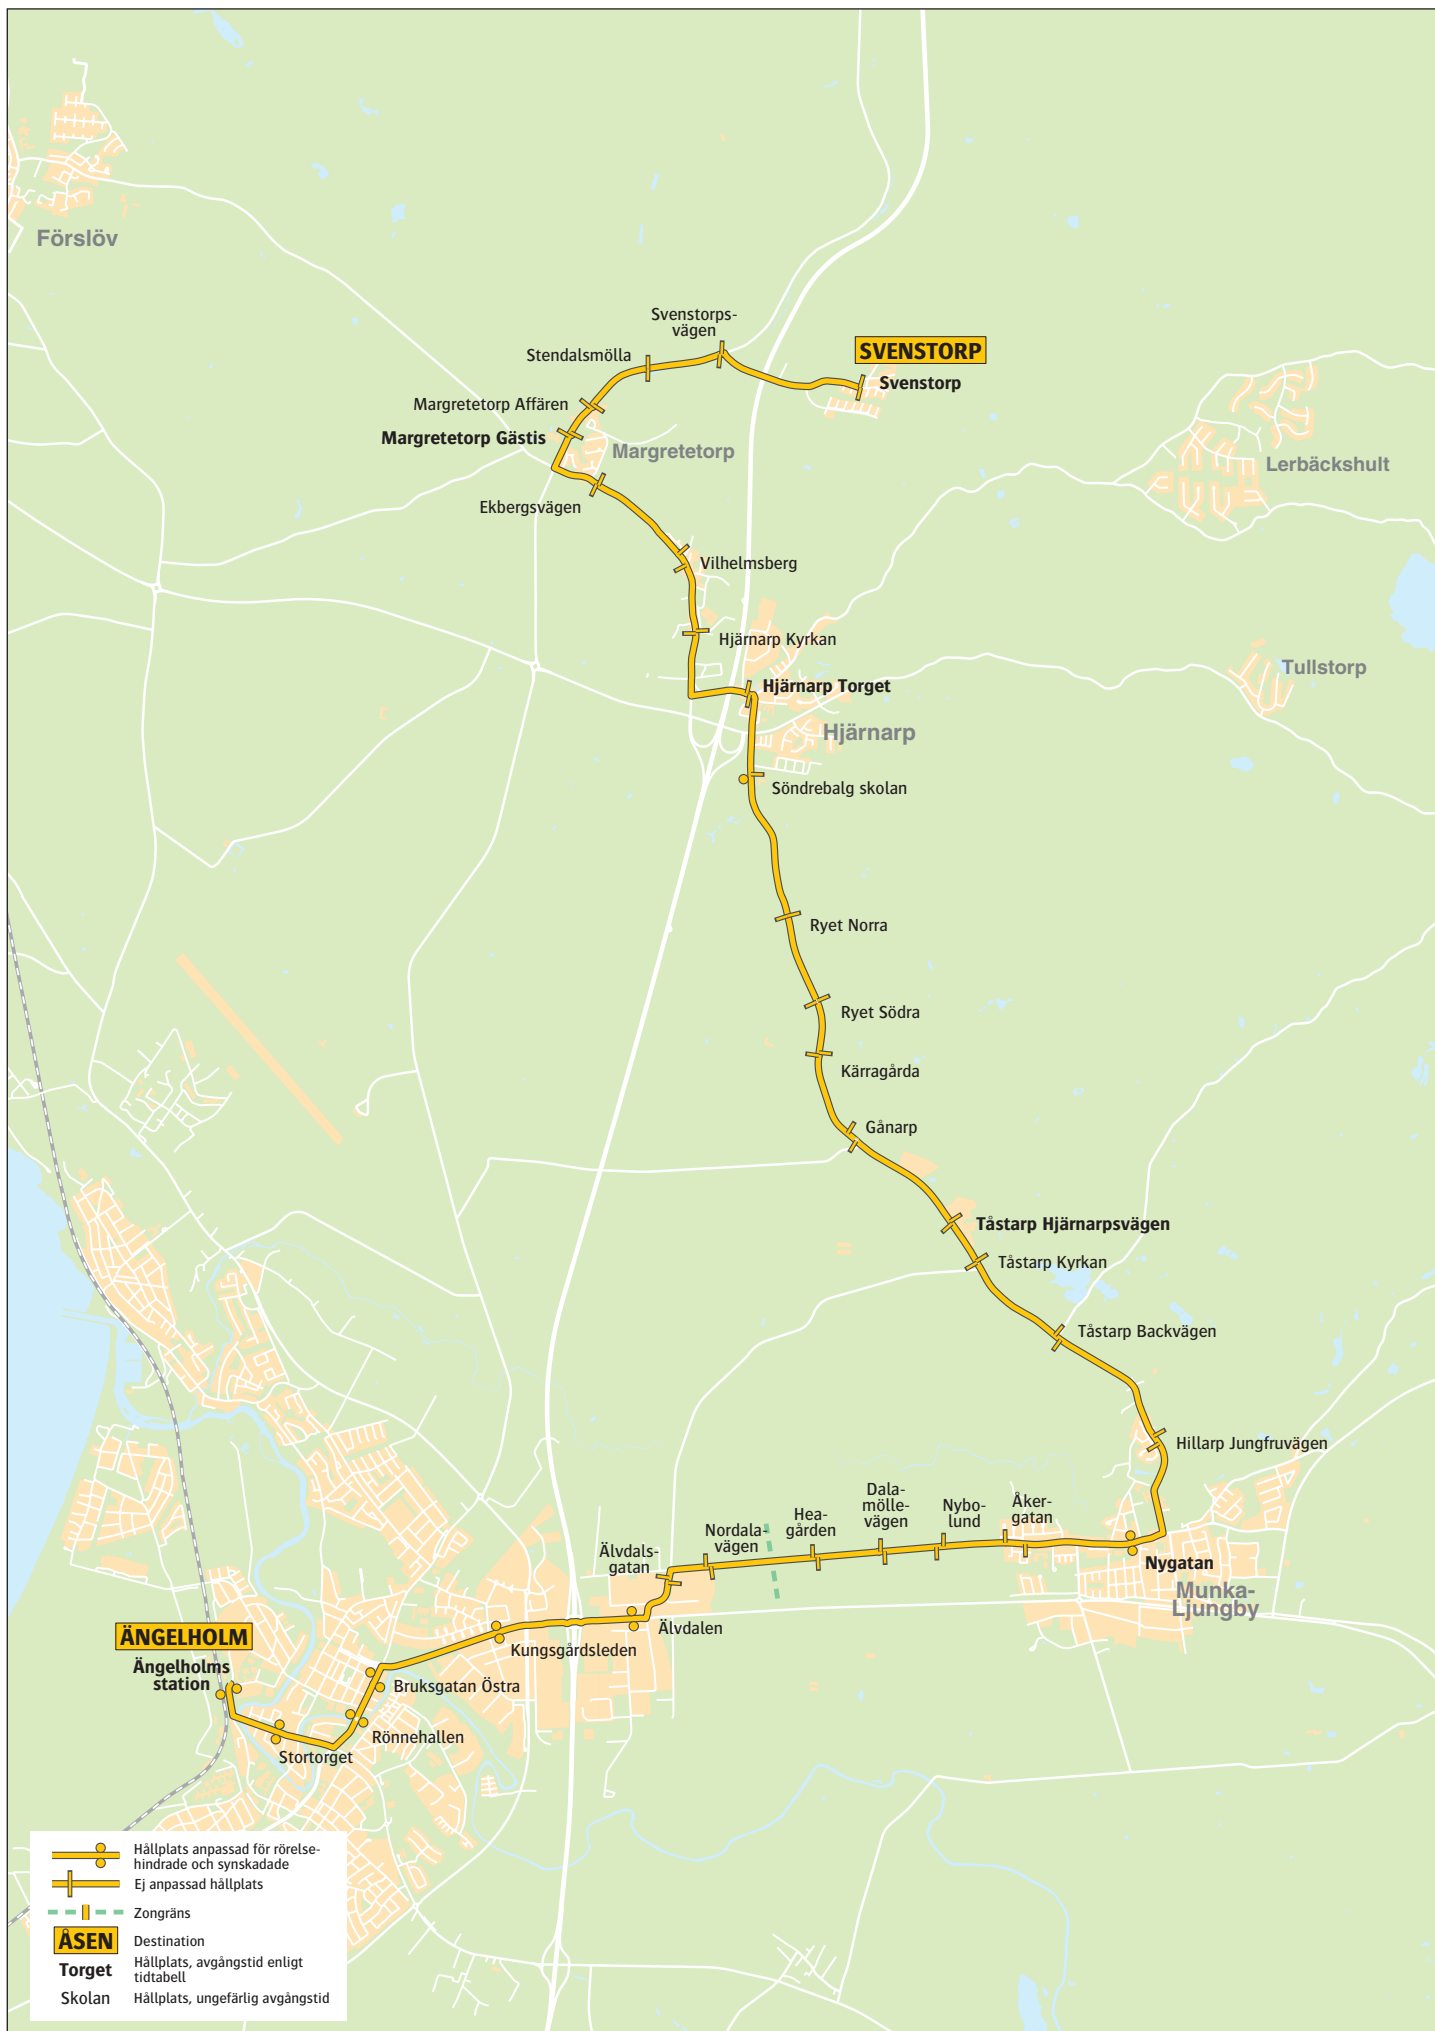 Förslöv
Svenstorps-
vägen
SVENSTORP
Stendalsmölla
Svenstorp
Margretetorp Affären
Margretetorp Gästis
Margretetorp
Lerbäckshult
Ekbergsvägen
Vilhelmsberg
Hjärnarp Kyrkan
Tullstorp
Hjärnarp Torget
Hjärnarp
Söndrebalg skolan
Ryet Norra
Ryet Södra
Kärragårda
Gånarp
Tåstarp Hjärnarpsvägen
Tåstarp Kyrkan
Tåstarp Backvägen
Hillarp Jungfruvägen
Åker-
gatan
Nybo-
lund
Dala-
mölle-
vägen
Hea-
gården
Nordala-
vägen
Älvdals-
gatan
Nygatan
Munka-
Ljungby
Älvdalen
Kungsgårdsleden
ÄNGELHOLM
Ängelholms
station
Bruksgatan Östra
Rönnehallen
Stortorget
Hållplats anpassad för rörelse-
hindrade och synskadade
Ej anpassad hållplats
Zongräns
ÅSEN Destination
Torget Hållplats, avgångstid enligt
tidtabell
Skolan Hållplats, ungefärlig avgångstid